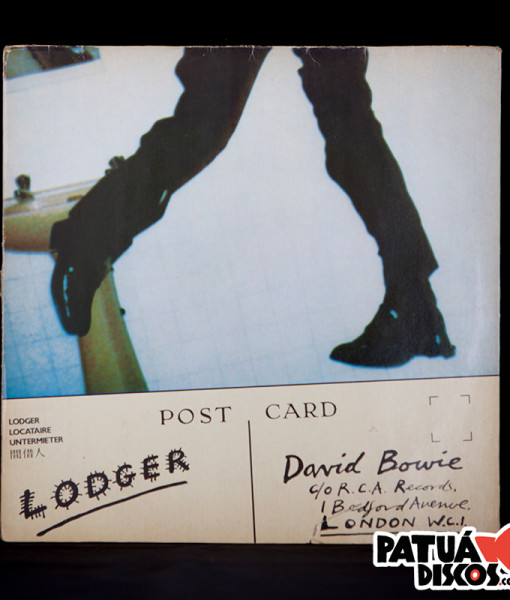 POST CARD
LODGER
LOCATAIRE
UNTERMIETER
間借人
LODGER
David Bowie
c/o R.C.A. Records,
1 Bedford Avenue.
LONDON W.C.1.
PATUÁ
DISCOS.co